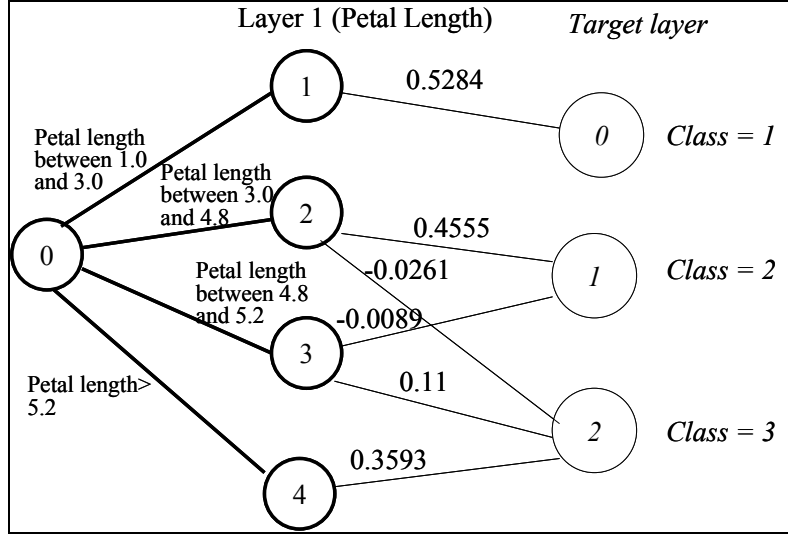 Layer 1 (Petal Length)
Target layer
1
0.5284
0
Class = 1
Petal length
between 1.0
and 3.0
Petal length
between 3.0
and 4.8
2
0.4555
0
-0.0261
1
Class = 2
Petal length
between 4.8
and 5.2
-0.0089
3
0.11
Petal length>
5.2
2
Class = 3
0.3593
4